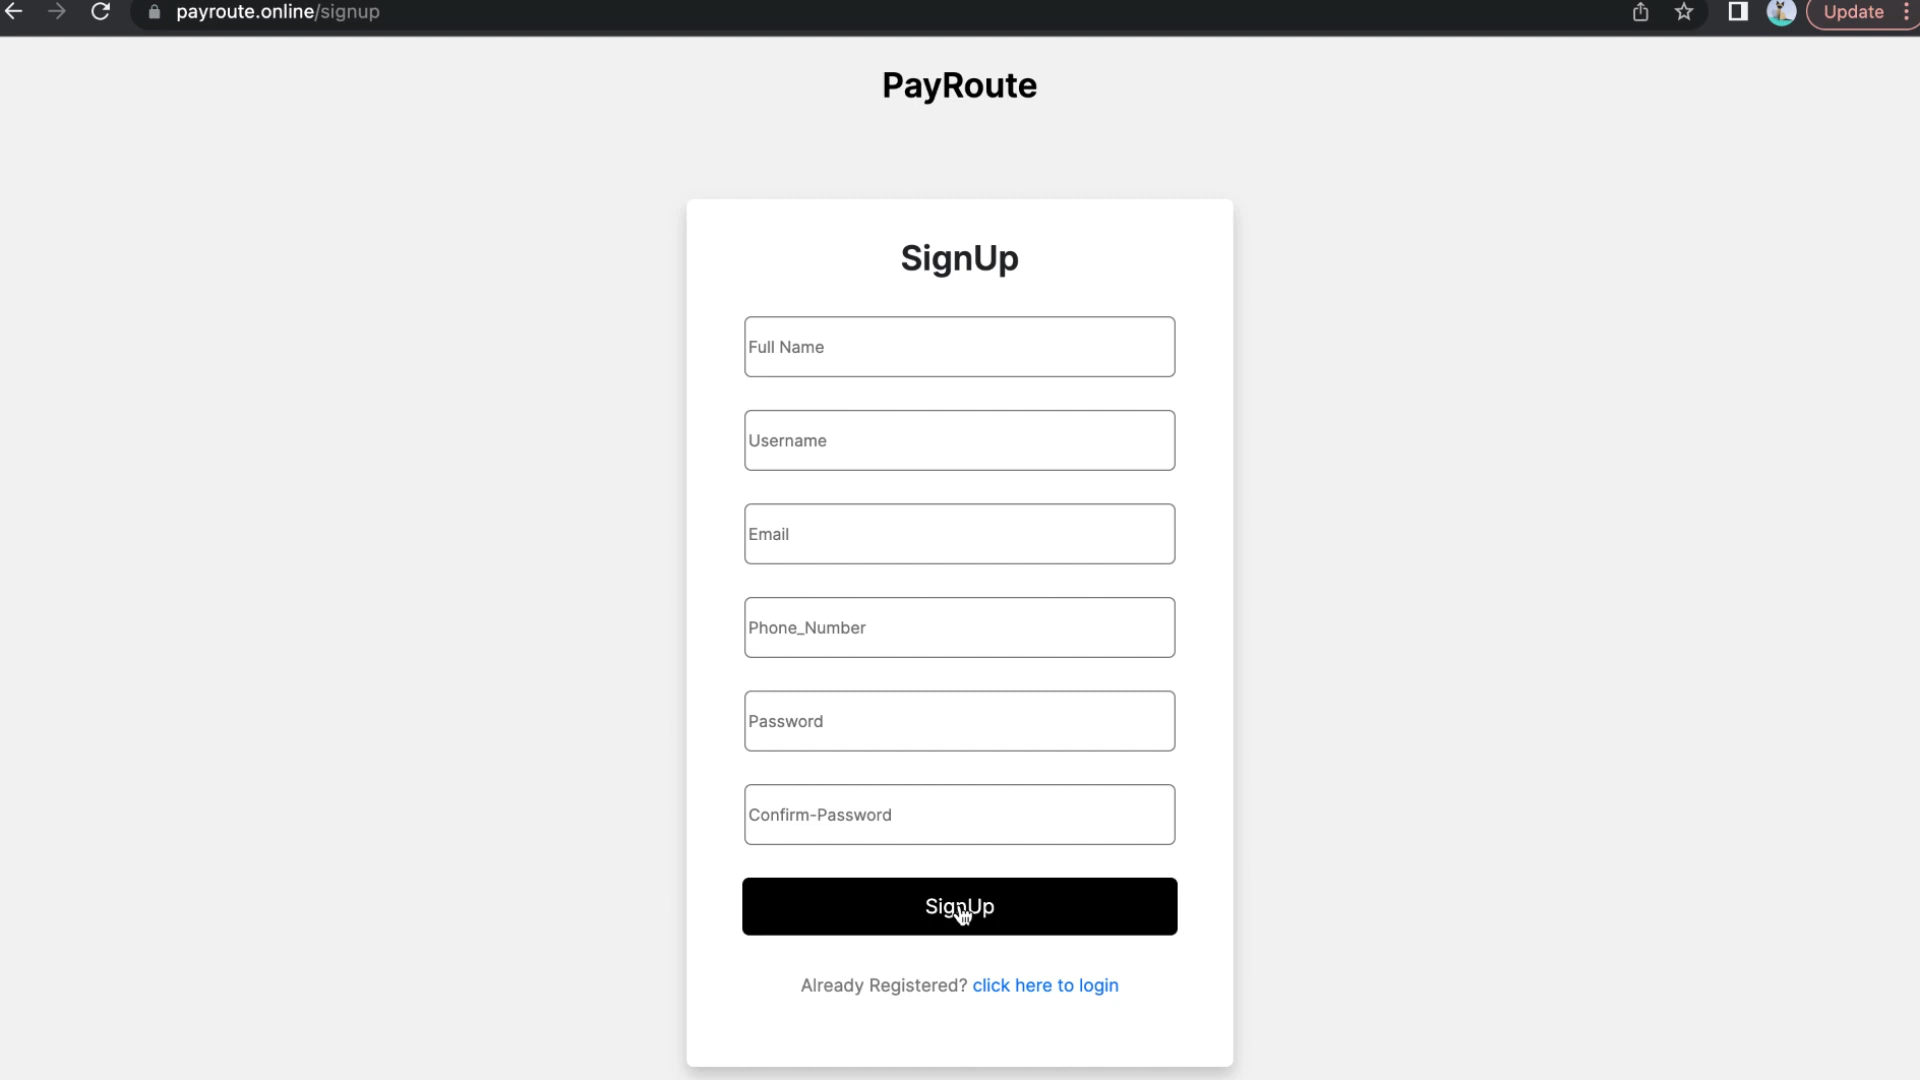 payroute.online/signup
Update
PayRoute
SignUp
Full Name
Username
Email
Phone_Number
Password
Confirm-Password
SignUp
Already Registered? click here to login